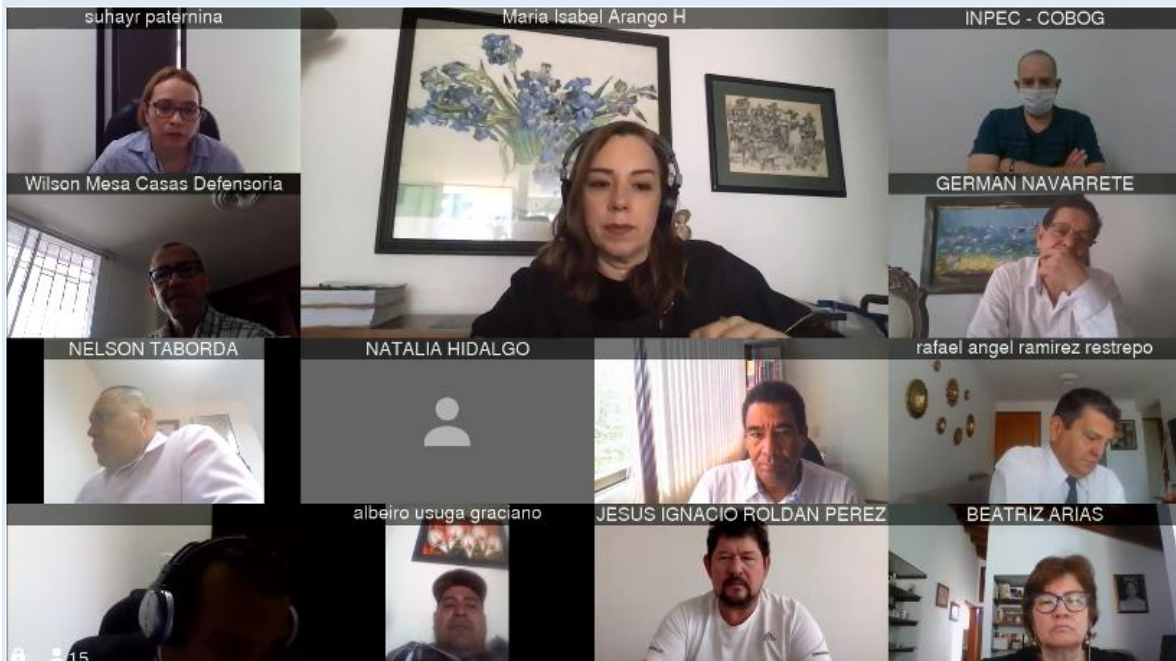 suhayr paternina
Maria Isabel Arango H
INPEC - COBOG
Wilson Mesa Casas Defensoria
GERMAN NAVARRETE
NELSON TABORDA
NATALIA HIDALGO
rafael angel ramirez restrepo
albeiro usuga graciano
JESUS IGNACIO ROLDAN PEREZ
BEATRIZ ARIAS
15